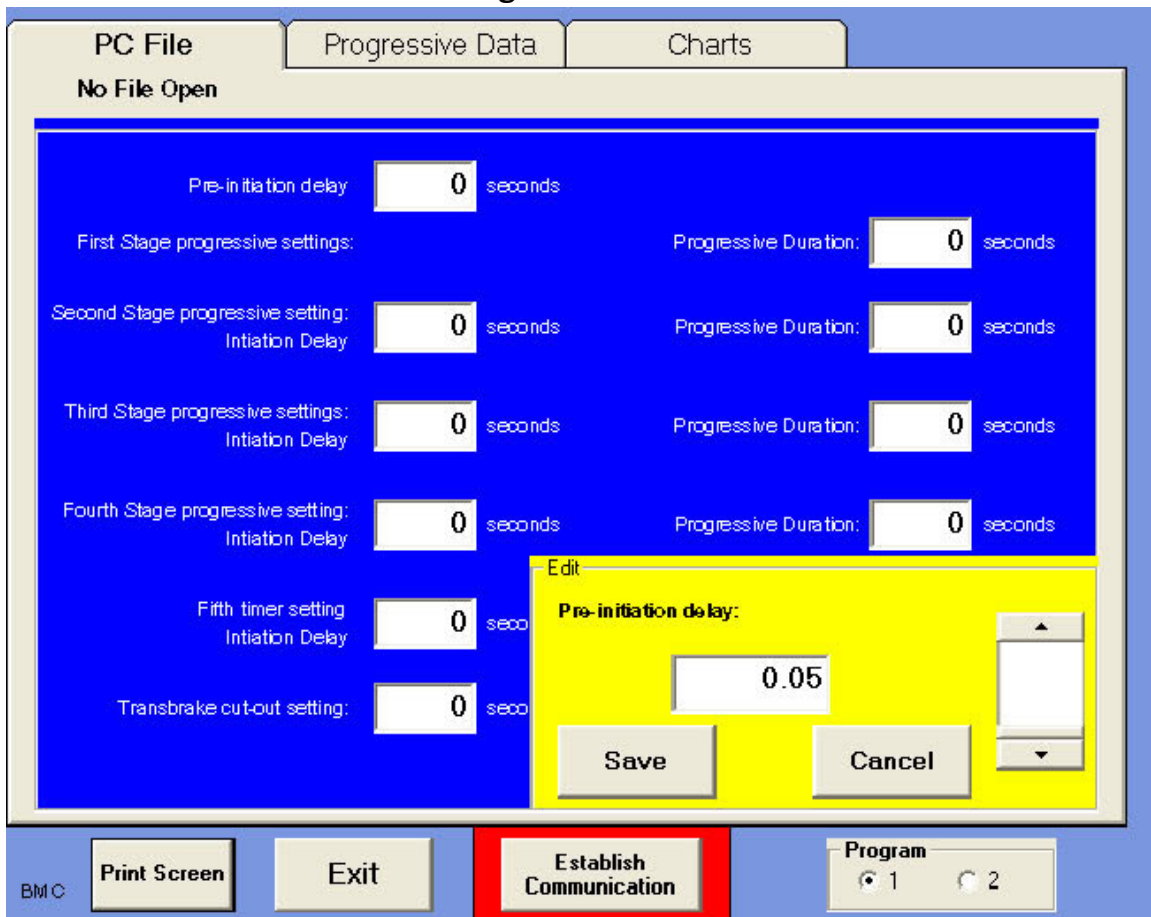 PC File
Progressive Data
Charts
No File Open
Pre-initiation delay 0 seconds
First Stage progressive settings: Progressive Duration: 0 seconds
Second Stage progressive setting:
Intiation Delay 0 seconds Progressive Duration: 0 seconds
Third Stage progressive settings:
Intiation Delay 0 seconds Progressive Duration: 0 seconds
Fourth Stage progressive setting:
Intiation Delay 0 seconds Progressive Duration: 0 seconds
Fifth timer setting
Intiation Delay 0 seco
Transbrake cut-out setting: 0 seco
Edit
Pre-initiation delay:
0.05
Save
Cancel
BMC
Print Screen
Exit
Establish
Communication
Program
1 2